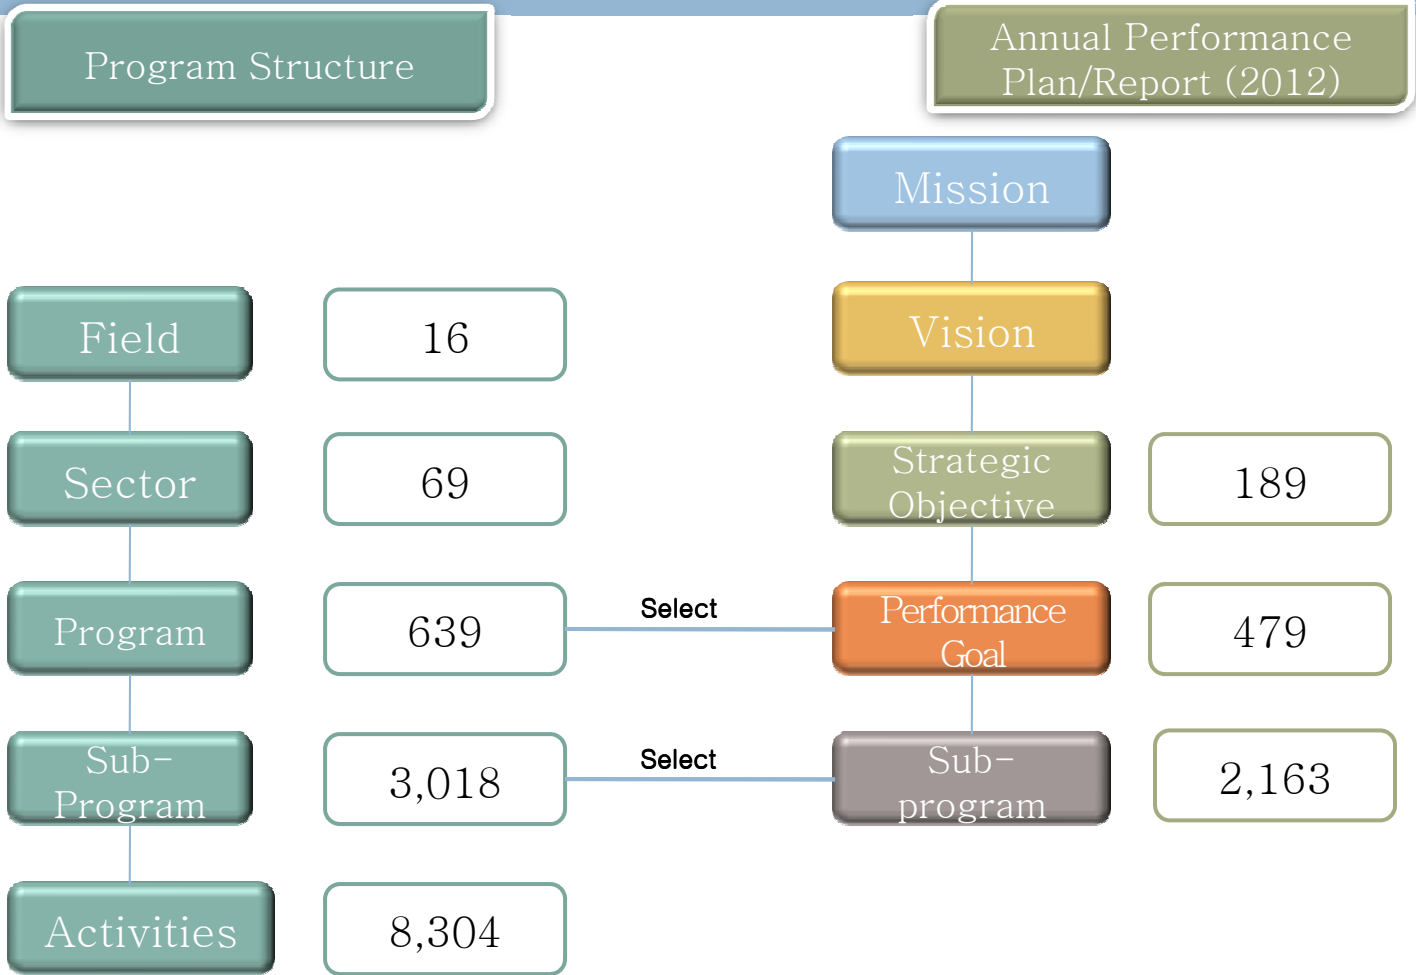 Program Structure
Annual Performance
Plan/Report (2012)
Mission
Field
16
Vision
Sector
69
Strategic
Objective
189
Program
639
Select
Performance
Goal
479
Sub-
Program
3,018
Select
Sub-
program
2,163
Activities
8,304